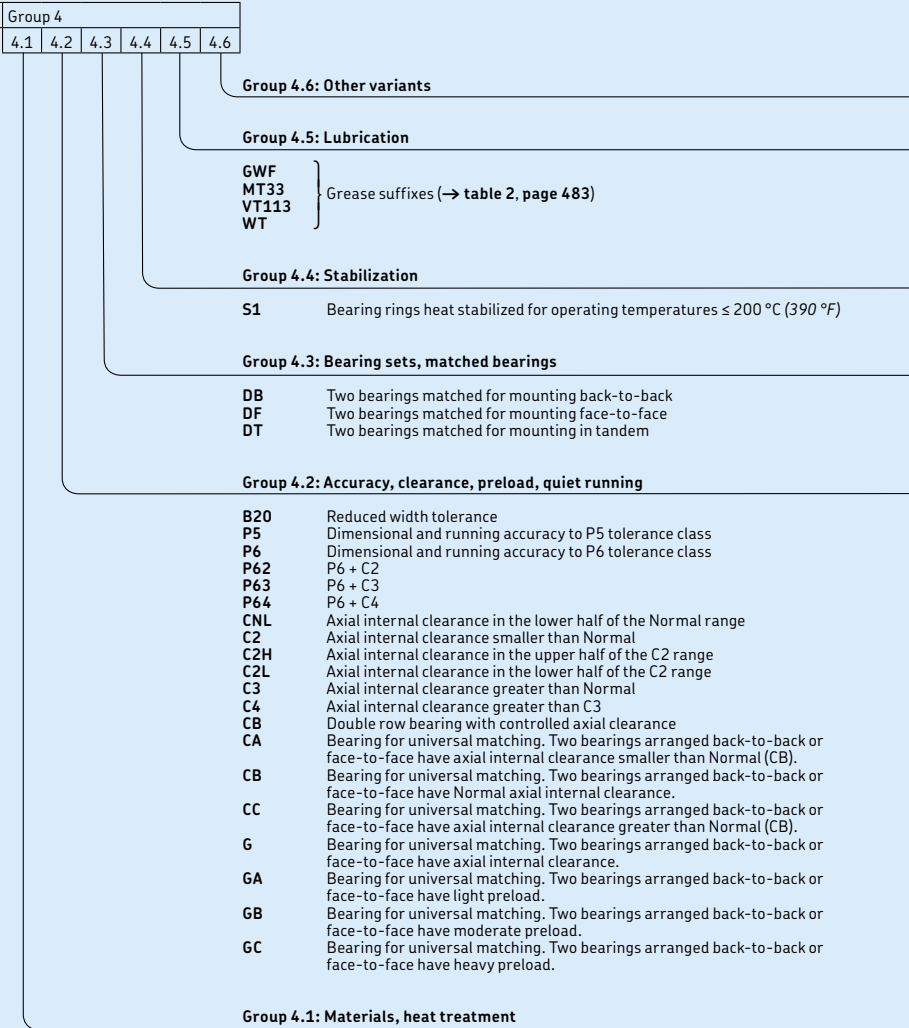 Group 4
4.1 4.2 4.3 4.4 4.5 4.6
Group 4.6: Other variants
Group 4.5: Lubrication
GWF
MT33
VT113
WT
Grease suffixes (→ table 2, page 483)
Group 4.4: Stabilization
S1 Bearing rings heat stabilized for operating temperatures ≤ 200 °C (390 °F)
Group 4.3: Bearing sets, matched bearings
DB Two bearings matched for mounting back-to-back
DF Two bearings matched for mounting face-to-face
DT Two bearings matched for mounting in tandem
Group 4.2: Accuracy, clearance, preload, quiet running
B20 Reduced width tolerance
P5 Dimensional and running accuracy to P5 tolerance class
P6 Dimensional and running accuracy to P6 tolerance class
P62 P6 + C2
P63 P6 + C3
P64 P6 + C4
CNL Axial internal clearance in the lower half of the Normal range
C2 Axial internal clearance smaller than Normal
C2H Axial internal clearance in the upper half of the C2 range
C2L Axial internal clearance in the lower half of the C2 range
C3 Axial internal clearance greater than Normal
C4 Axial internal clearance greater than C3
CB Double row bearing with controlled axial clearance
CA Bearing for universal matching. Two bearings arranged back-to-back or
face-to-face have axial internal clearance smaller than Normal (CB).
CB Bearing for universal matching. Two bearings arranged back-to-back or
face-to-face have Normal axial internal clearance.
CC Bearing for universal matching. Two bearings arranged back-to-back or
face-to-face have axial internal clearance greater than Normal (CB).
G Bearing for universal matching. Two bearings arranged back-to-back or
face-to-face have axial internal clearance.
GA Bearing for universal matching. Two bearings arranged back-to-back or
face-to-face have light preload.
GB Bearing for universal matching. Two bearings arranged back-to-back or
face-to-face have moderate preload.
GC Bearing for universal matching. Two bearings arranged back-to-back or
face-to-face have heavy preload.
Group 4.1: Materials, heat treatment